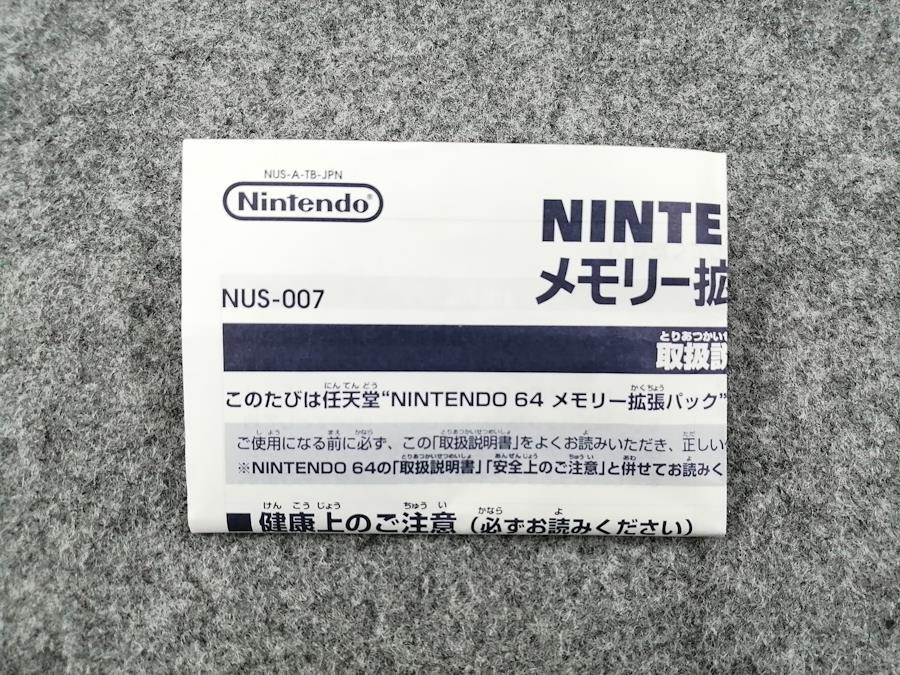 NUS-A-TB-JPN
Nintendo
NINTE
メモリー拡
NUS-007
とりあつかい
取扱説
にんてんどう かくちょう
このたびは任天堂“NINTENDO 64 メモリー拡張パック”
しよう まえ かなら とりあつかいせつめいしょ よ ただ
ご使用になる前に必ず、この「取扱説明書」をよくお読みいただき、正しい
とりあつかいせつめいしょ あんぜんじょう ちゅうい あわ よ
※NINTENDO 64の「取扱説明書」「安全上のご注意」と併せてお読みく
けんこうじょう ちゅうい かなら よ
■健康上のご注意（必ずお読みください）